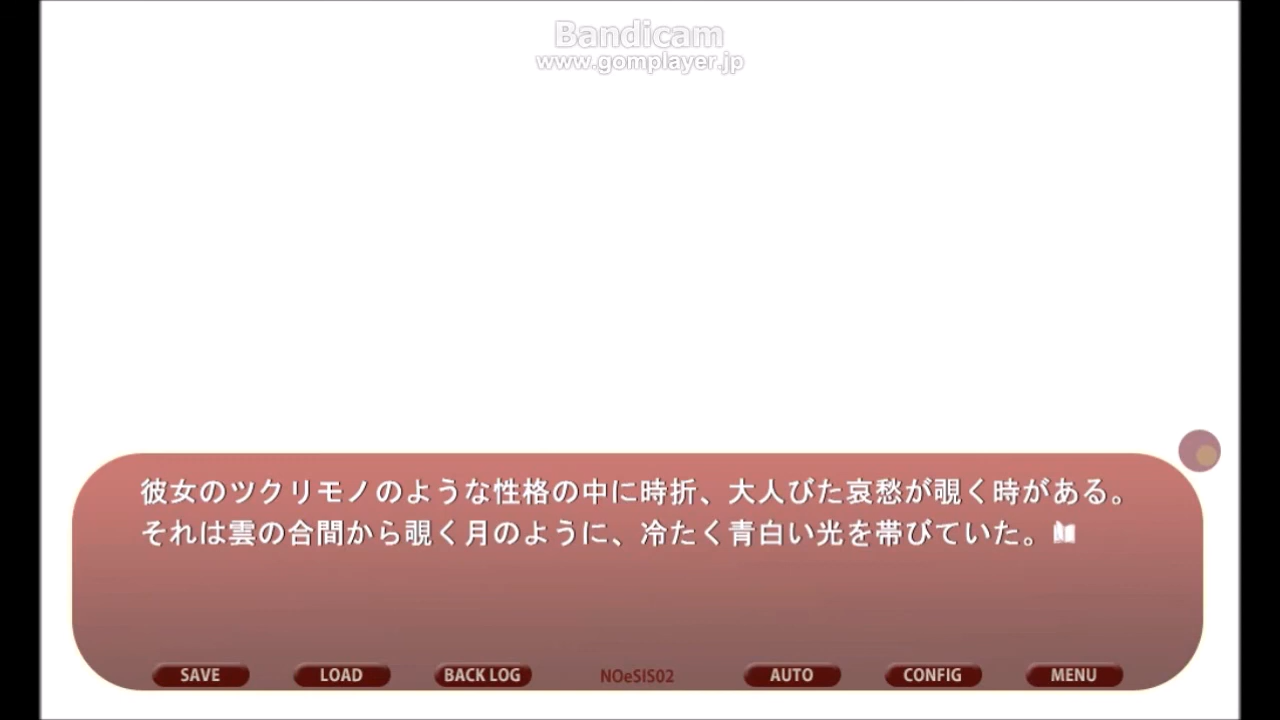 Bandicam
www.gomplayer.jp
彼女のツクリモノのような性格の中に時折、大人びた哀愁が覗く時がある。
それは雲の合間から覗く月のように、冷たく青白い光を帯びていた。
SAVE LOAD BACK LOG NOeSIS02 AUTO CONFIG MENU